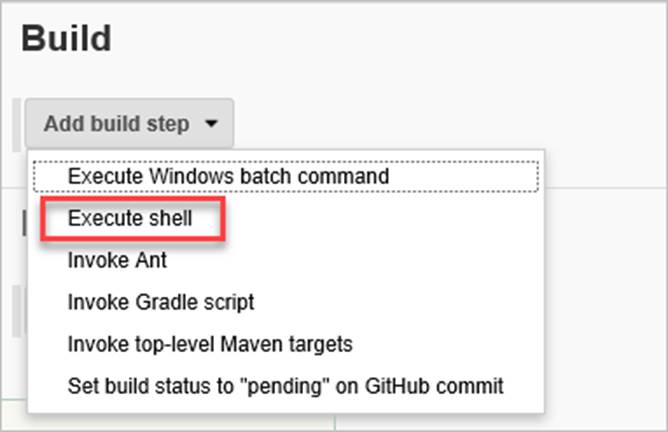 Build
Add build step
Execute Windows batch command
Execute shell
Invoke Ant
Invoke Gradle script
Invoke top-level Maven targets
Set build status to "pending" on GitHub commit